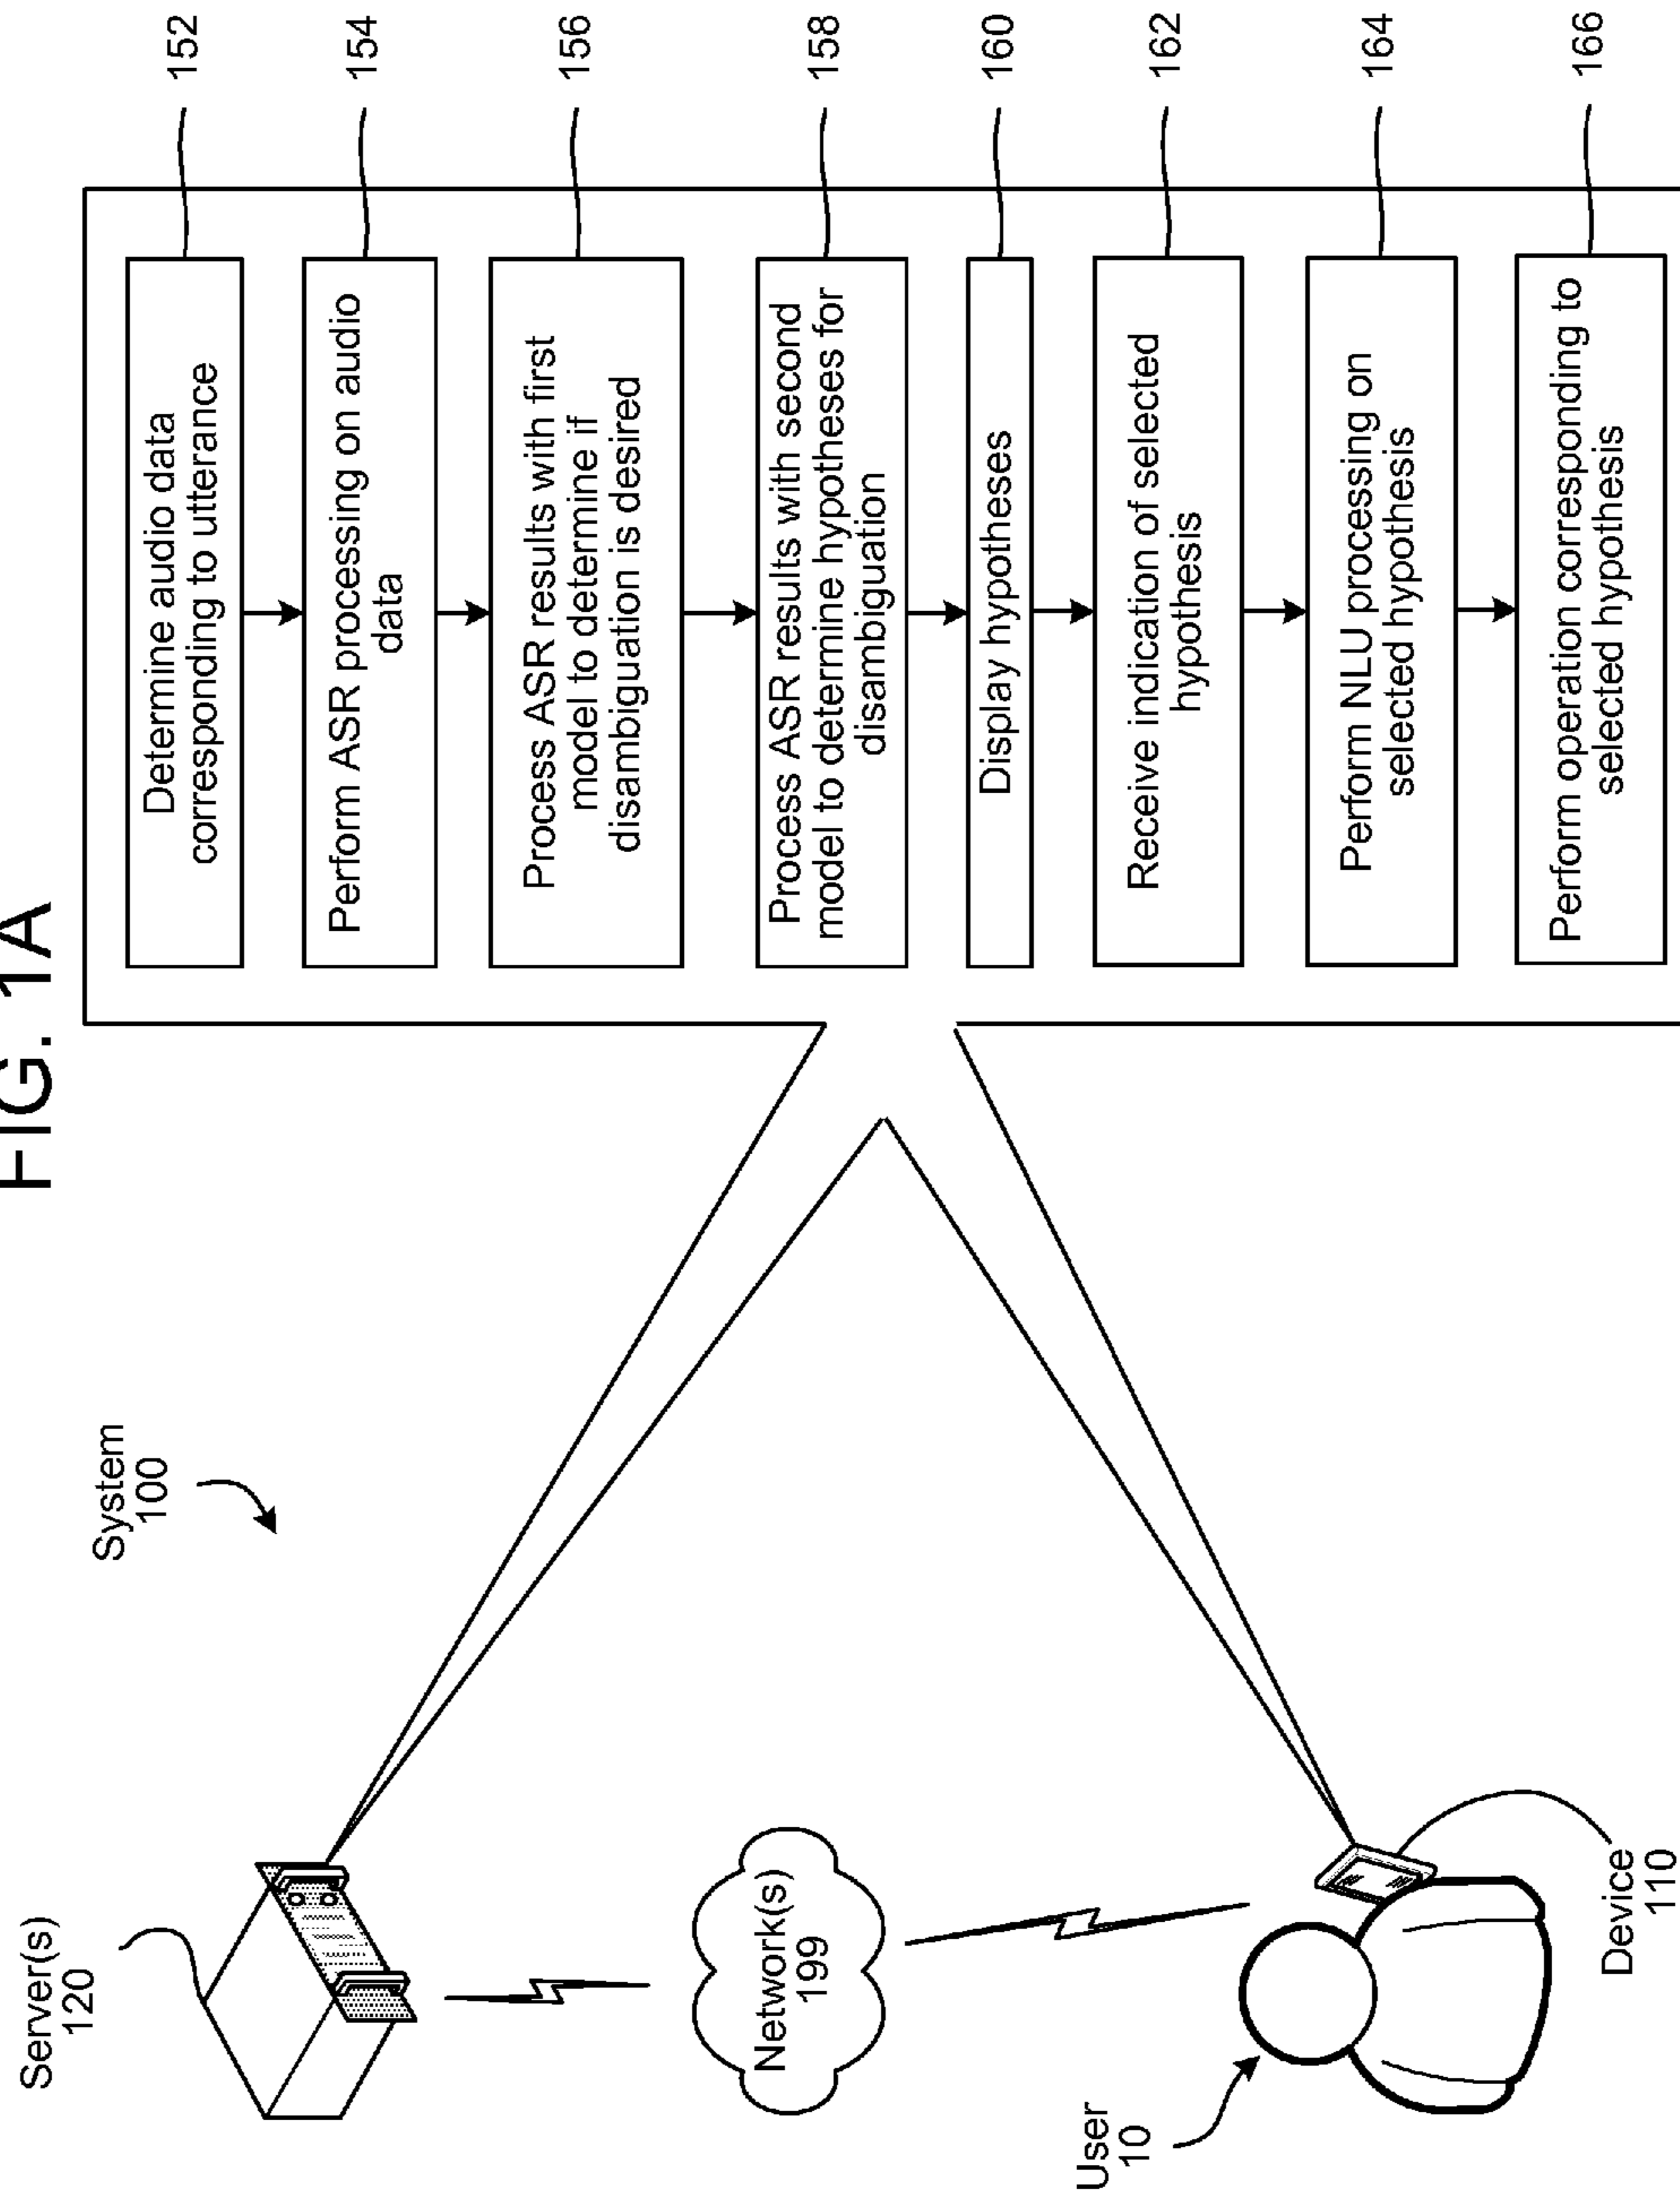 FIG. 1A
System
100
Server(s)
120
Network(s)
199
User
10
Device
110
Determine audio data
corresponding to utterance
152
Perform ASR processing on audio
data
154
Process ASR results with first
model to determine if
disambiguation is desired
156
Process ASR results with second
model to determine hypotheses for
disambiguation
158
Display hypotheses
160
Receive indication of selected
hypothesis
162
Perform NLU processing on
selected hypothesis
164
Perform operation corresponding to
selected hypothesis
166